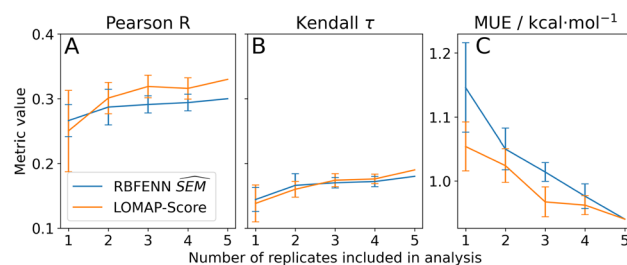 Pearson R
Kendall τ
MUE / kcal·mol⁻¹
A
B
C
Metric value
0.4
0.3
0.2
0.1
RBFENN SEM̂
LOMAP-Score
1.2
1.1
1.0
1 2 3 4 5
1 2 3 4 5
1 2 3 4 5
Number of replicates included in analysis